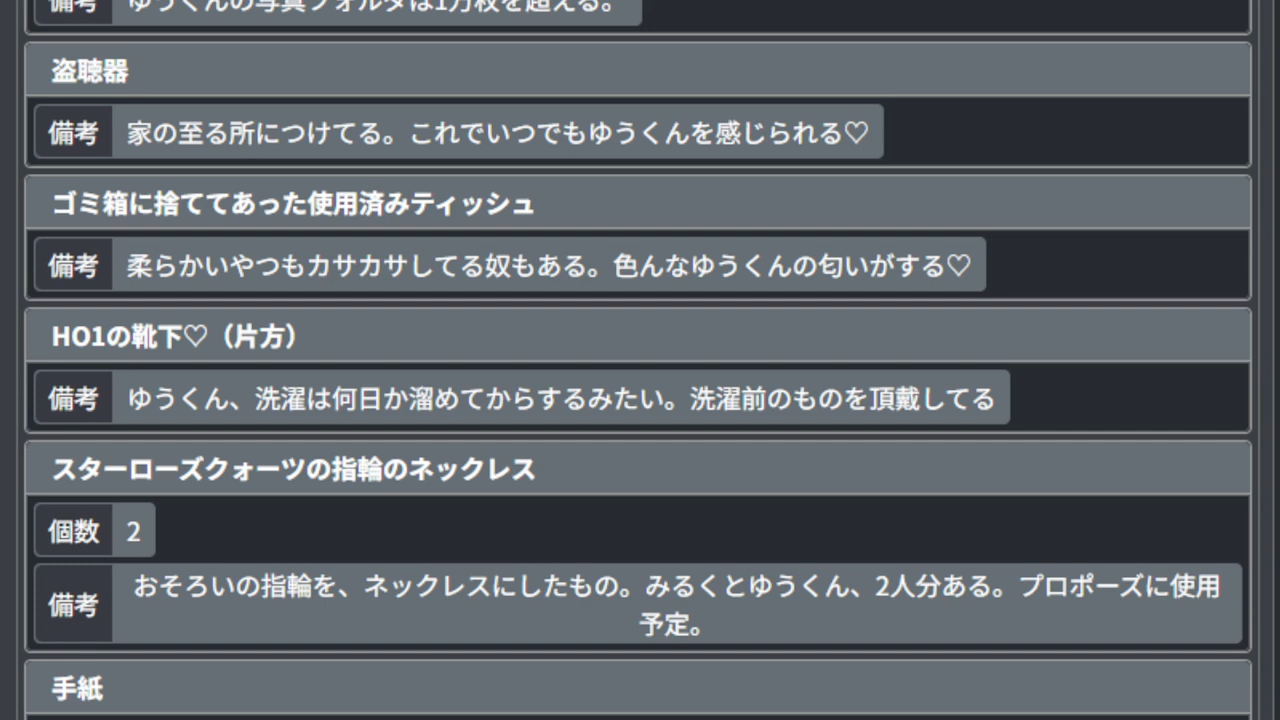 備考 ゆうくんの写真フォルダは1万枚を超える。
盗聴器
備考 家の至る所につけてる。これでいつでもゆうくんを感じられる♡
ゴミ箱に捨ててあった使用済みティッシュ
備考 柔らかいやつもカサカサしてる奴もある。色んなゆうくんの匂いがする♡
HO1の靴下♡（片方）
備考 ゆうくん、洗濯は何日か溜めてからするみたい。洗濯前のものを頂戴してる
スターローズクォーツの指輪のネックレス
個数 2
備考 おそろいの指輪を、ネックレスにしたもの。みるくとゆうくん、2人分ある。プロポーズに使用
予定。
手紙